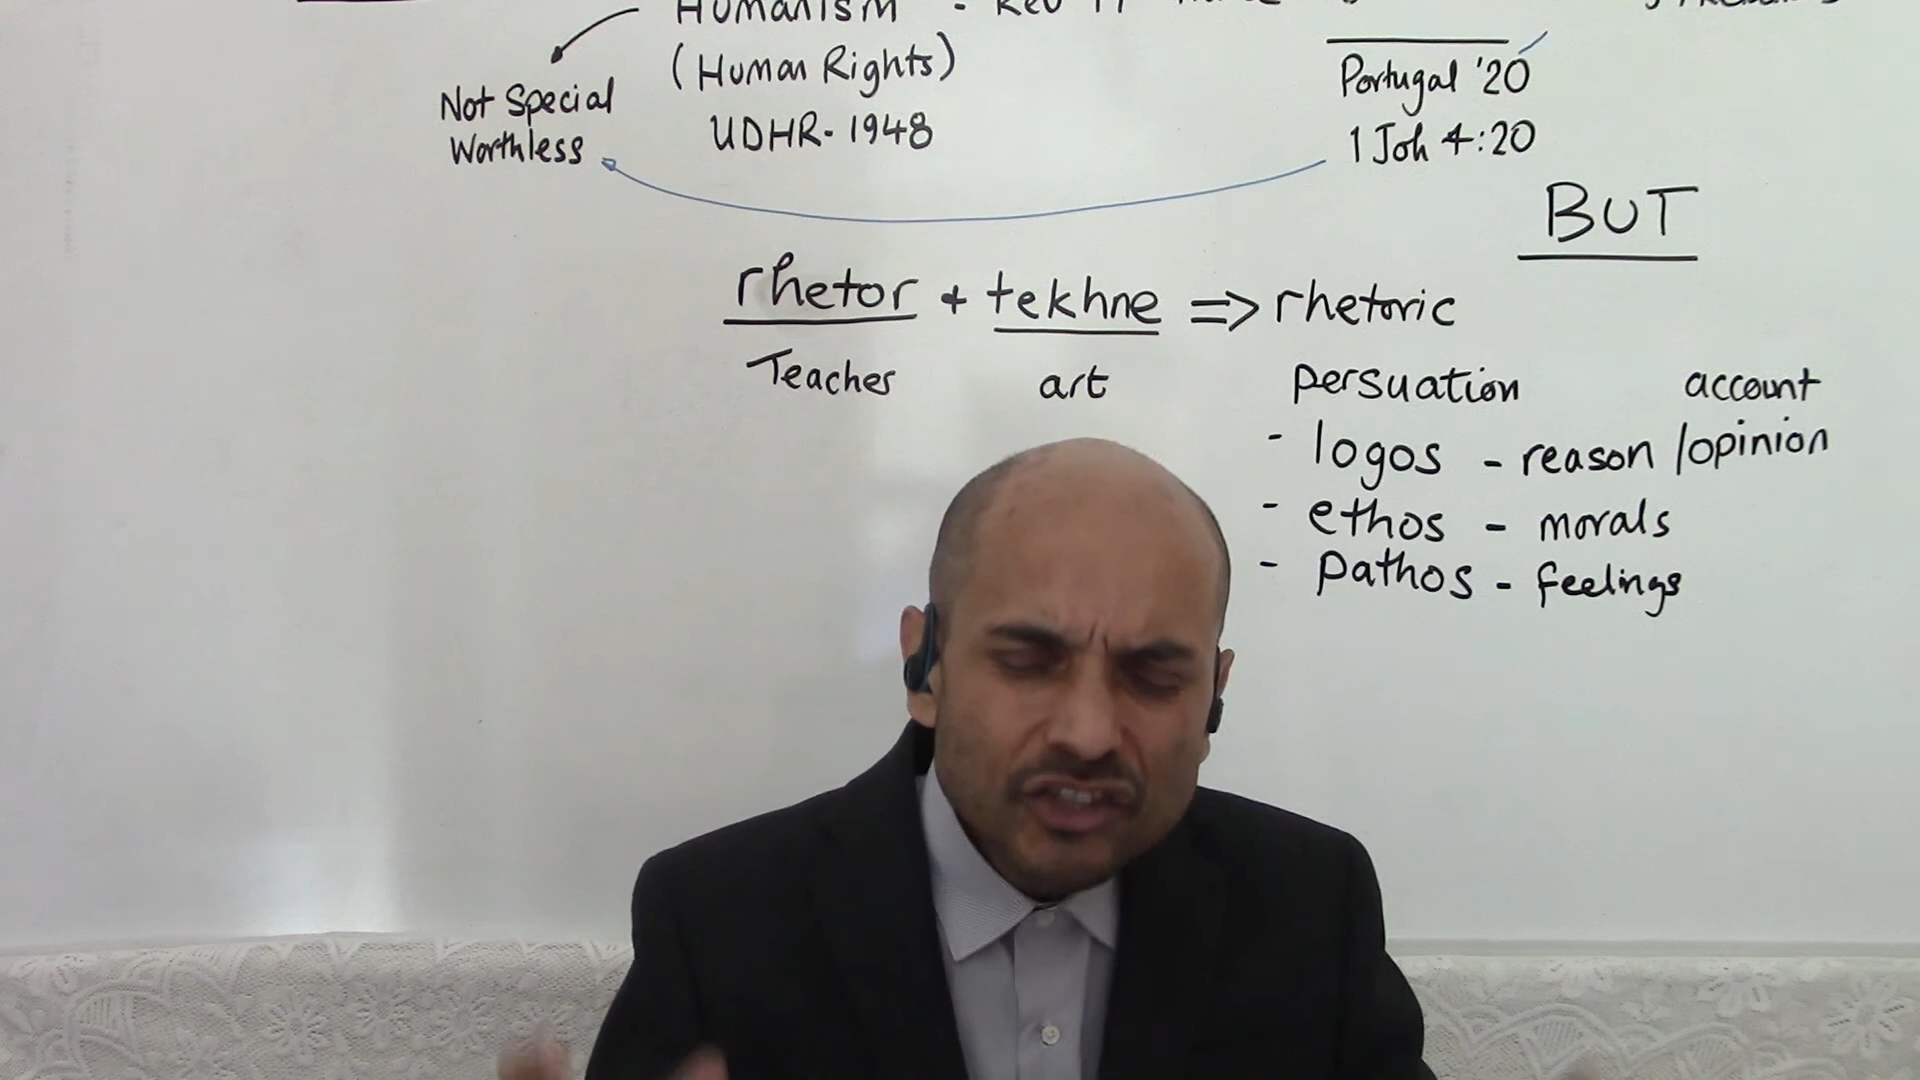 Humanism - Rev
(Human Rights)
UDHR - 1948
Not Special
Worthless
Portugal '20
1 Joh 4:20
BUT
rhetor + tekhne => rhetoric
Teacher art
persuation account
- logos - reason /opinion
- ethos - morals
- pathos - feelings